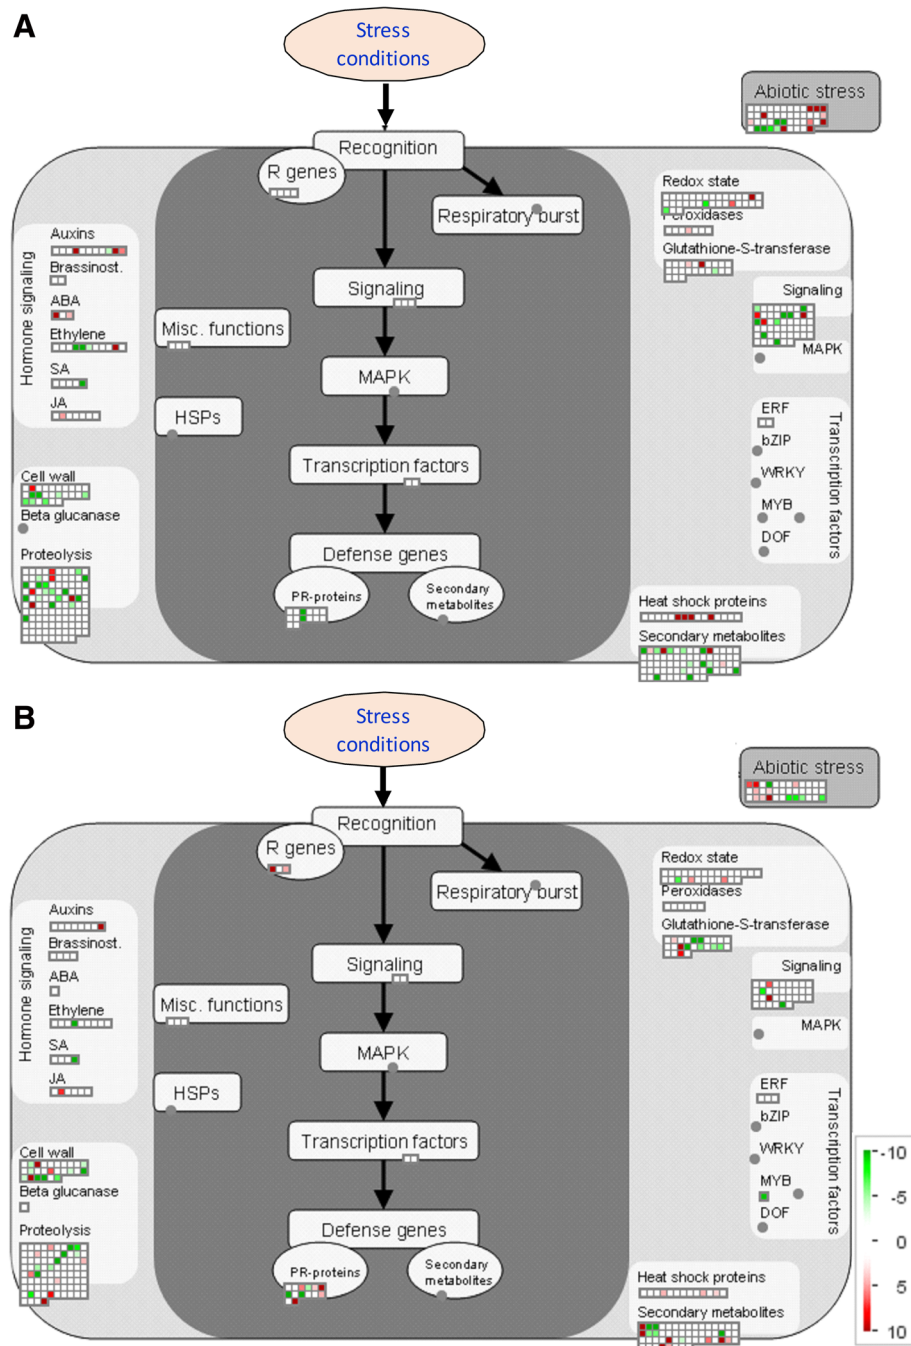 A
Stress
conditions
Abiotic stress
Recognition
R genes
Respiratory burst
Redox state
Peroxidases
Glutathione-S-transferase
Hormone signaling
Auxins
Brassinost.
ABA
Ethylene
SA
JA
Signaling
Misc. functions
MAPK
HSPs
Transcription factors
Defense genes
PR-proteins
Secondary
metabolites
Signaling
MAPK
ERF
bZIP
WRKY
MYB
DOF
Transcription factors
Cell wall
Beta glucanase
Proteolysis
Heat shock proteins
Secondary metabolites
B
Stress
conditions
Abiotic stress
Recognition
R genes
Respiratory burst
Redox state
Peroxidases
Glutathione-S-transferase
Hormone signaling
Auxins
Brassinost.
ABA
Ethylene
SA
JA
Signaling
Misc. functions
MAPK
HSPs
Transcription factors
Defense genes
PR-proteins
Secondary
metabolites
Signaling
MAPK
ERF
bZIP
WRKY
MYB
DOF
Transcription factors
Cell wall
Beta glucanase
Proteolysis
Heat shock proteins
Secondary metabolites
-10
-5
0
5
10